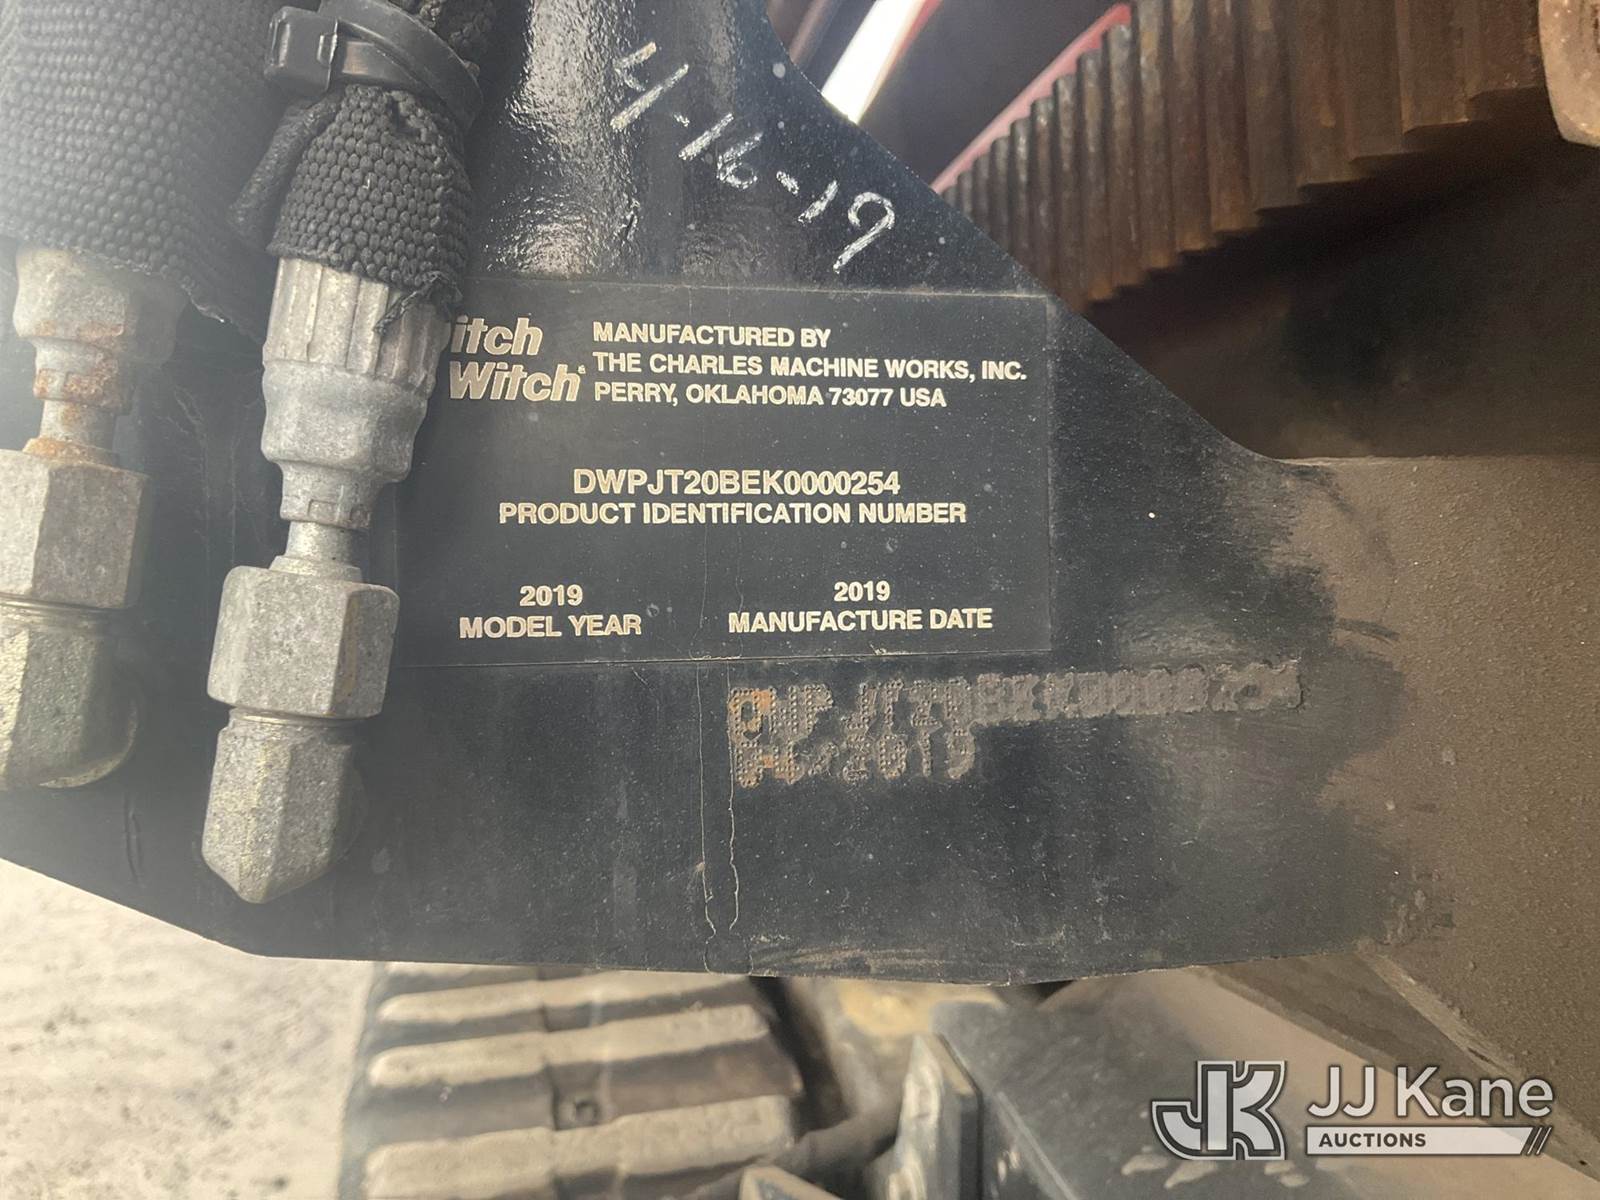 4-16-19
itch
Witch
MANUFACTURED BY
THE CHARLES MACHINE WORKS, INC.
PERRY, OKLAHOMA 73077 USA
DWPJT20BEK0000254
PRODUCT IDENTIFICATION NUMBER
2019
MODEL YEAR
2019
MANUFACTURE DATE
JK
JJ Kane
AUCTIONS